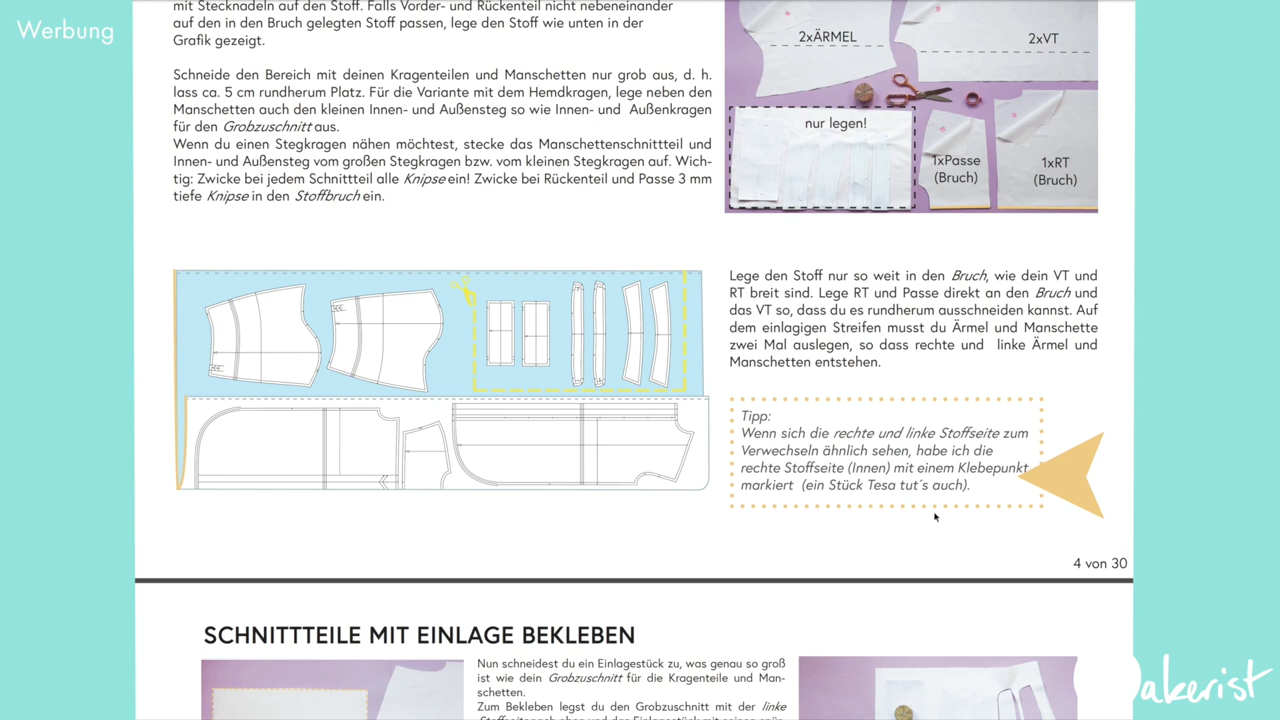 Werbung
mit Stecknadeln auf den Stoff. Falls Vorder- und Rückenteil nicht nebeneinander
auf den in den Bruch gelegten Stoff passen, lege den Stoff wie unten in der
Grafik gezeigt.
Schneide den Bereich mit deinen Kragenteilen und Manschetten nur grob aus, d. h.
lass ca. 5 cm rundherum Platz. Für die Variante mit dem Hemdkragen, lege neben den
Manschetten auch den kleinen Innen- und Außensteg so wie Innen- und Außenkragen
für den Grobzuschnitt aus.
Wenn du einen Stegkragen nähen möchtest, stecke das Manschettenschnittteil und
Innen- und Außensteg vom großen Stegkragen bzw. vom kleinen Stegkragen auf. Wich-
tig: Zwicke bei jedem Schnittteil alle Knipse ein! Zwicke bei Rückenteil und Passe 3 mm
tiefe Knipse in den Stoffbruch ein.
2xÄRMEL
2xVT
nur legen!
1xPasse
(Bruch)
1xRT
(Bruch)
Lege den Stoff nur so weit in den Bruch, wie dein VT und
RT breit sind. Lege RT und Passe direkt an den Bruch und
das VT so, dass du es rundherum ausschneiden kannst. Auf
dem einlagigen Streifen musst du Ärmel und Manschette
zwei Mal auslegen, so dass rechte und linke Ärmel und
Manschetten entstehen.
Tipp:
Wenn sich die rechte und linke Stoffseite zum
Verwechseln ähnlich sehen, habe ich die
rechte Stoffseite (Innen) mit einem Klebepunkt
markiert (ein Stück Tesa tut´s auch).
4 von 30
SCHNITTTEILE MIT EINLAGE BEKLEBEN
Nun schneidest du ein Einlagestück zu, was genau so groß
ist wie dein Grobzuschnitt für die Kragenteile und Man-
schetten.
Zum Bekleben legst du den Grobzuschnitt mit der linke
akerist